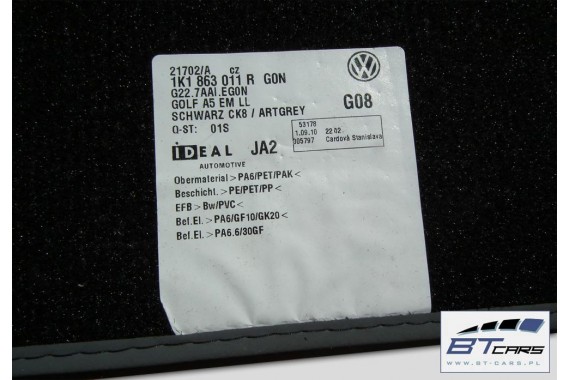 21702/A cz
1K1 863 011 R GON
G22.7AAI.EGON
GOLF A5 EM LL
SCHWARZ CK8 / ARTGREY
Q-ST: 01S
G08
53178
1.09.10 22 02
005797 Cardová Stanislava
IDEAL JA2
AUTOMOTIVE
Obermaterial>PA6/PET/PAK<
Beschicht.>PE/PET/PP<
EFB>Bw/PVC<
Bef.El.>PA6/GF10/GK20<
Bef.El.>PA6.6/30GF
BTCARS
WWW.BT-CARS.PL